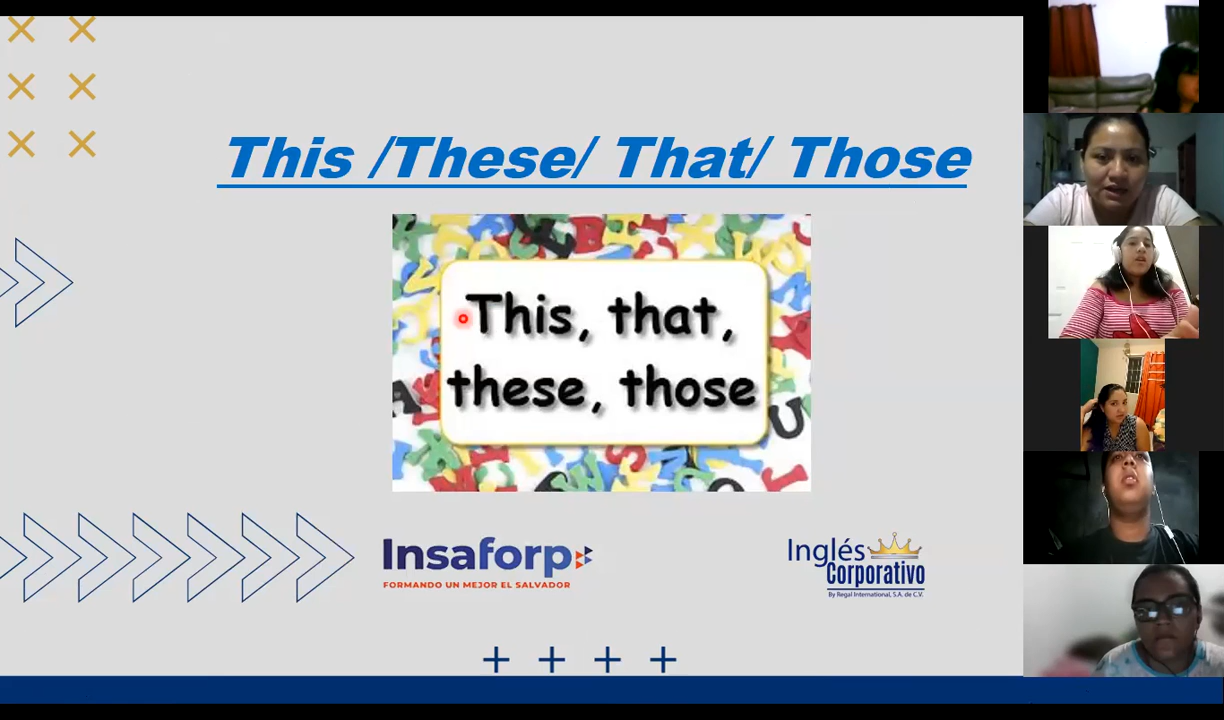 This /These/ That/ Those
This, that,
these, those
Insaforp
FORMANDO UN MEJOR EL SALVADOR
Inglés
Corporativo
By Regal International, S.A. de C.V.